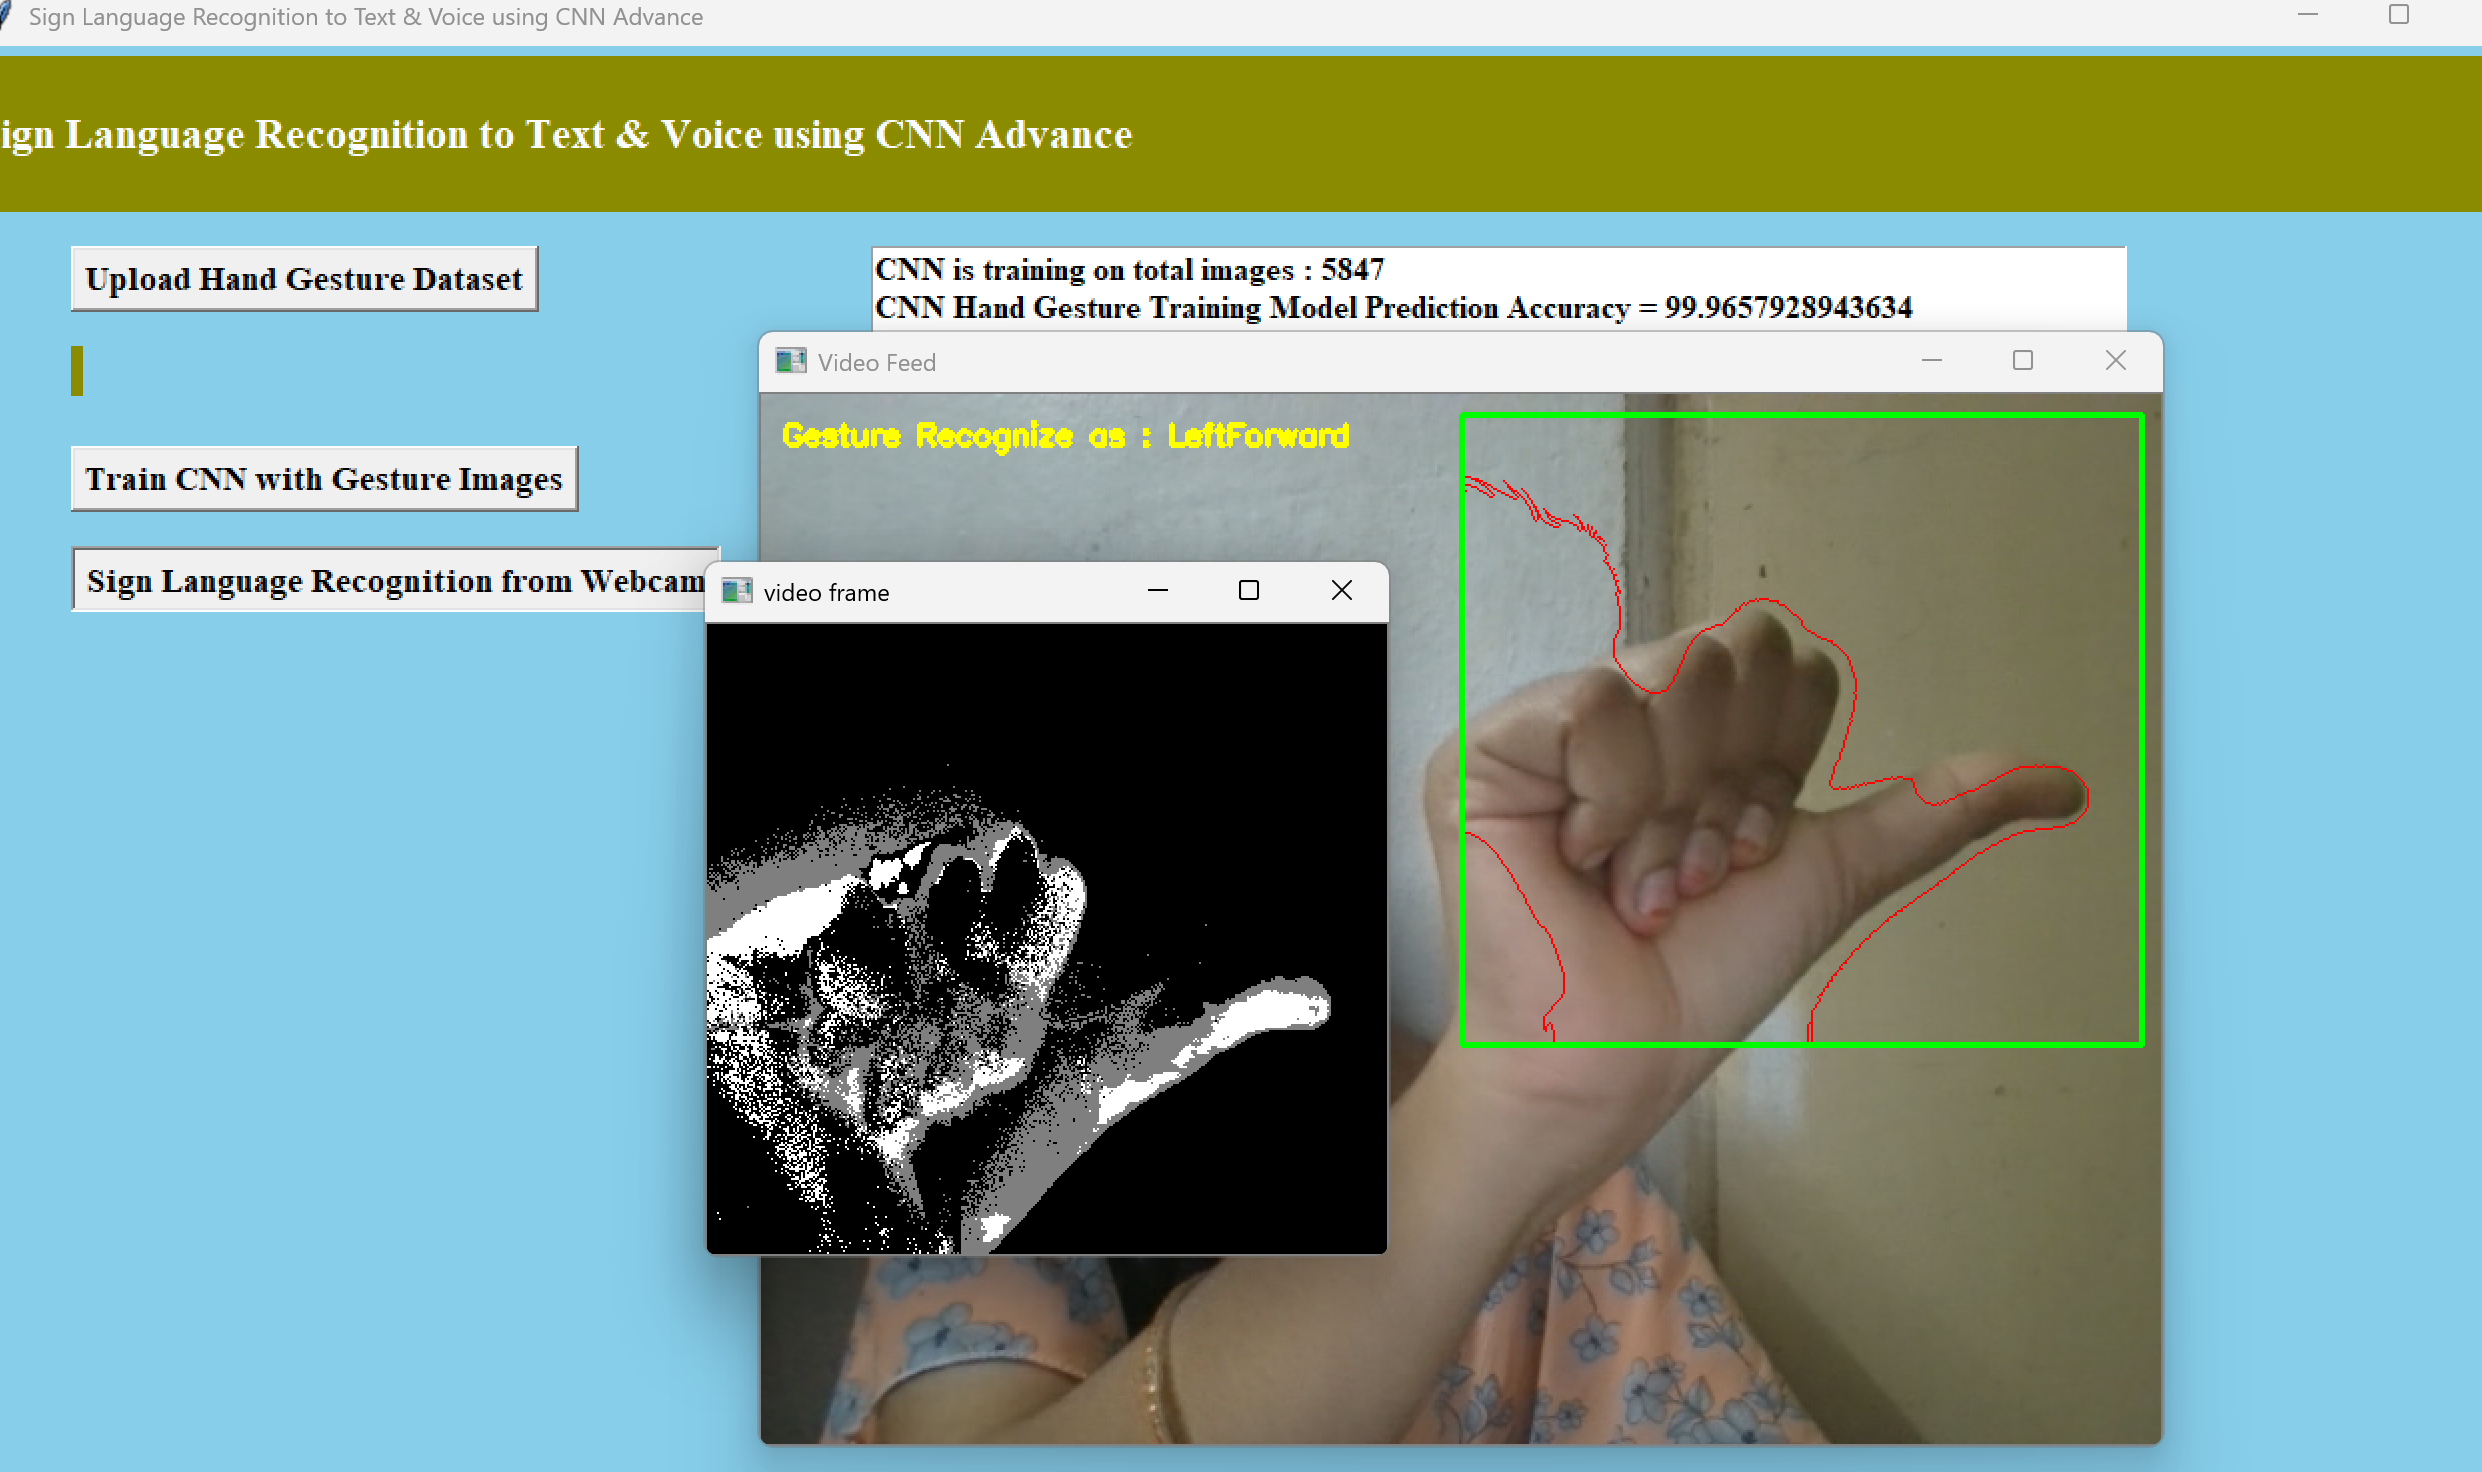 Sign Language Recognition to Text & Voice using CNN Advance
ign Language Recognition to Text & Voice using CNN Advance
Upload Hand Gesture Dataset
CNN is training on total images : 5847
CNN Hand Gesture Training Model Prediction Accuracy = 99.9657928943634
Video Feed
Gesture Recognize as : LeftForward
Train CNN with Gesture Images
Sign Language Recognition from Webcam
video frame